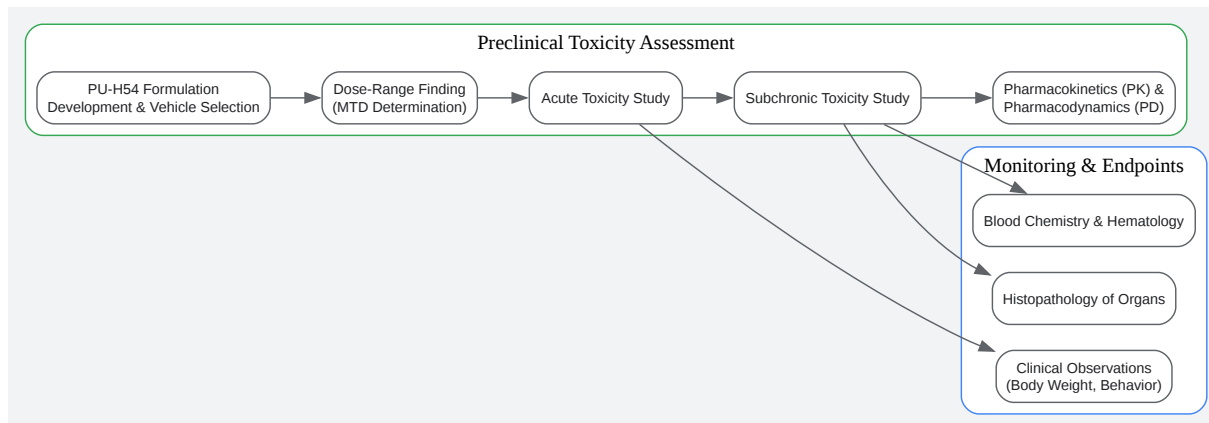 Preclinical Toxicity Assessment
PU-H54 Formulation
Development & Vehicle Selection
Dose-Range Finding
(MTD Determination)
Acute Toxicity Study
Subchronic Toxicity Study
Pharmacokinetics (PK) &
Pharmacodynamics (PD)
Monitoring & Endpoints
Blood Chemistry & Hematology
Histopathology of Organs
Clinical Observations
(Body Weight, Behavior)